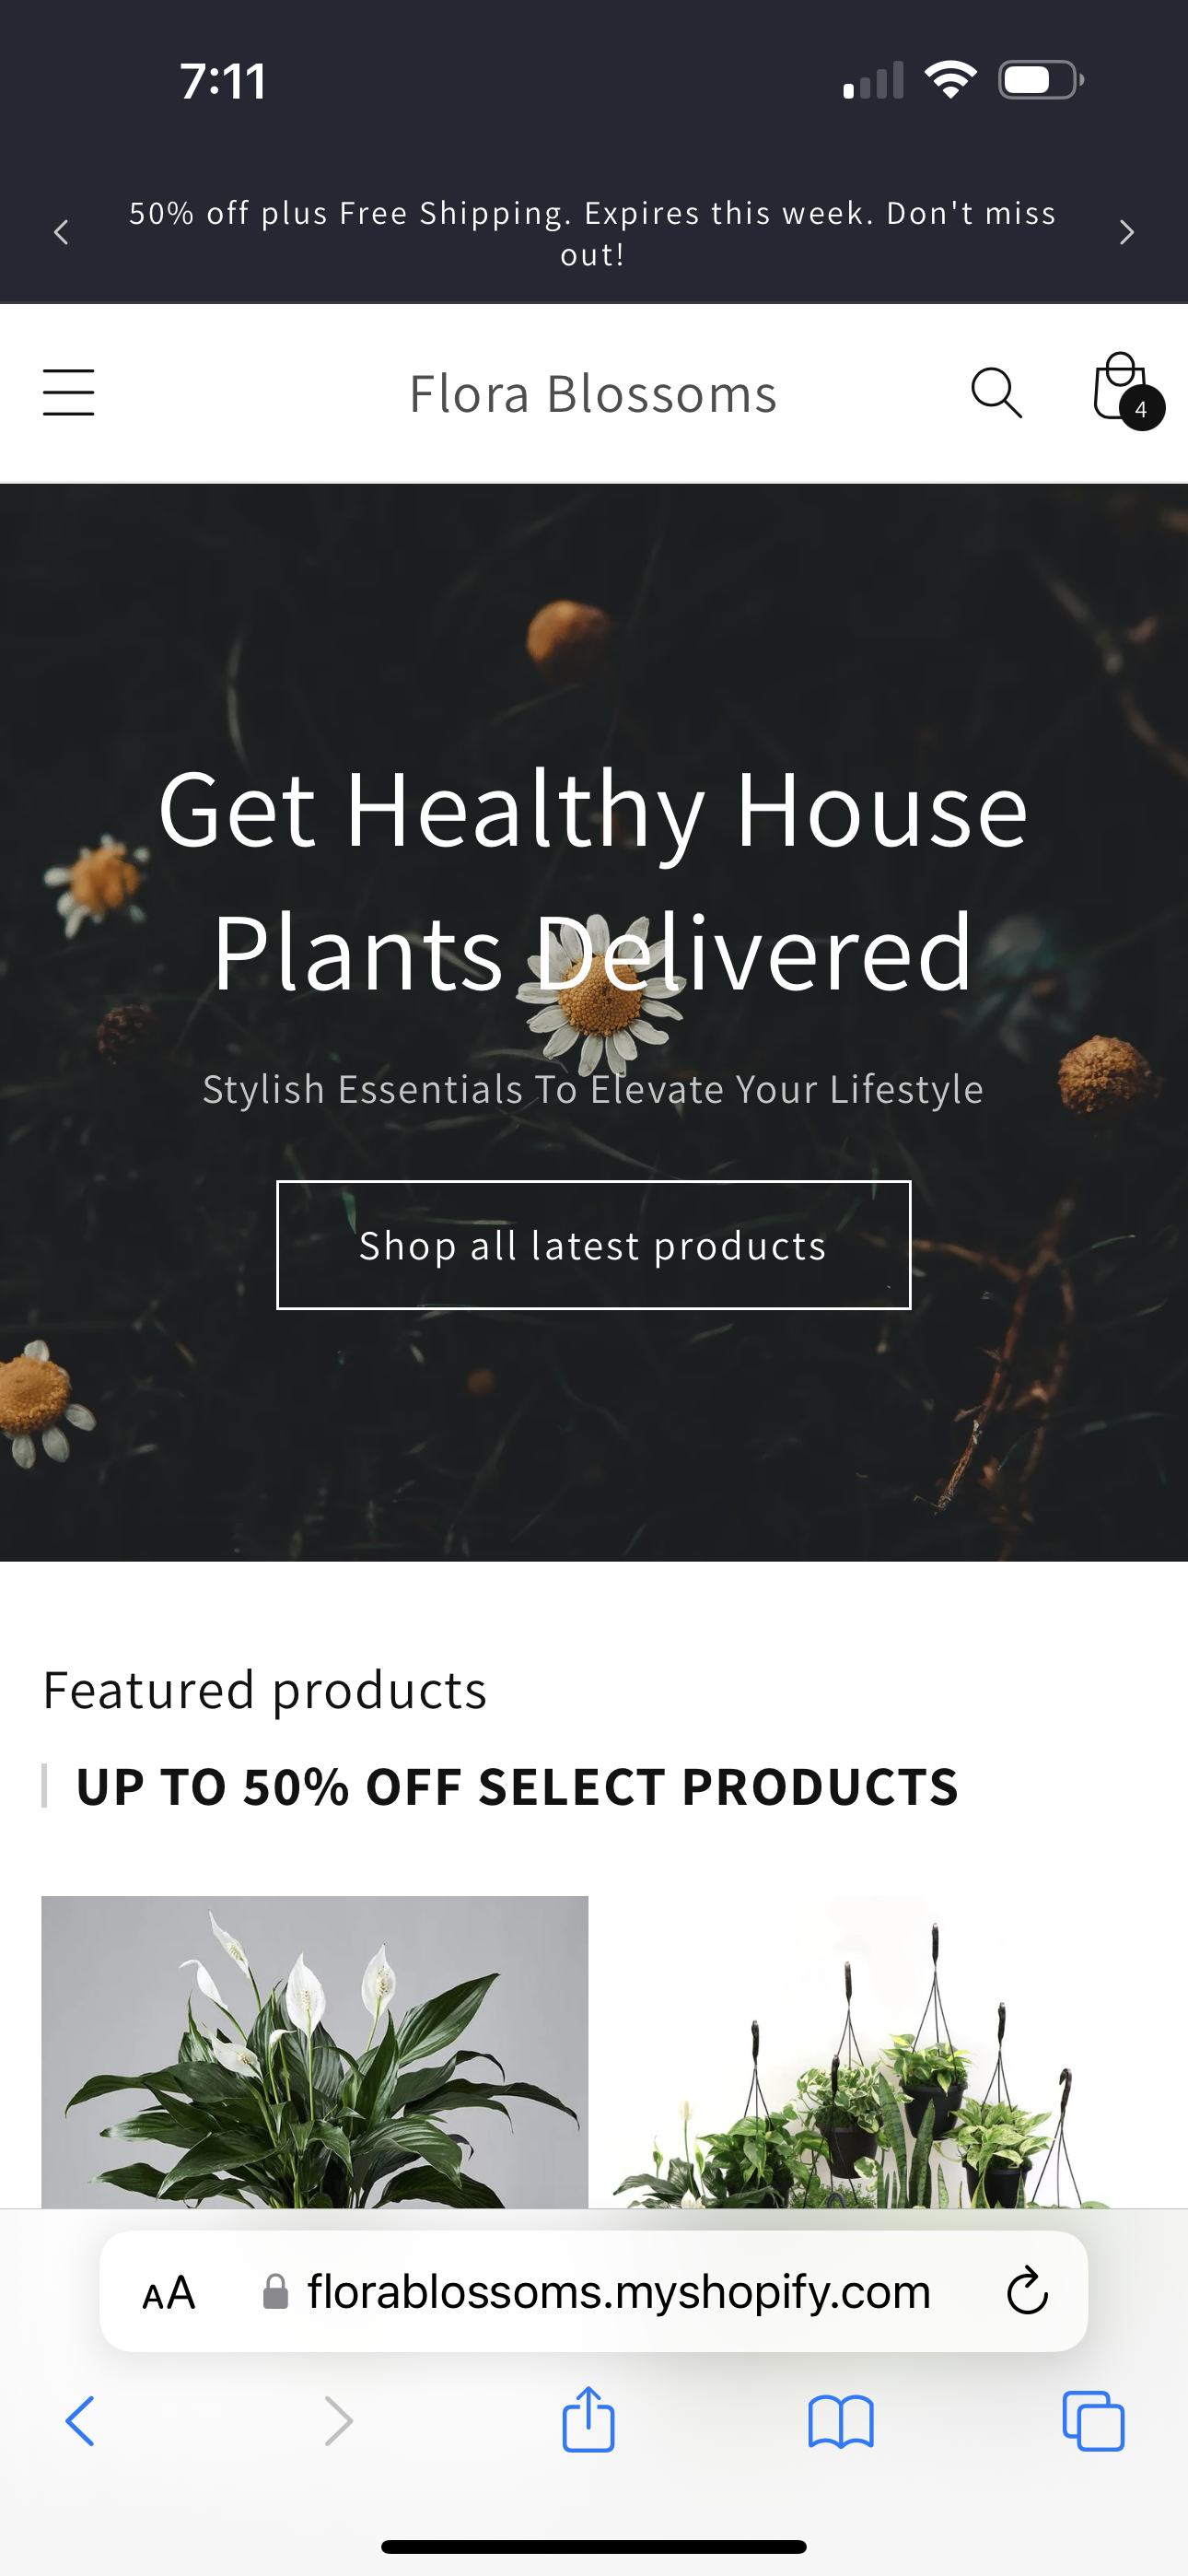 7:11
50% off plus Free Shipping. Expires this week. Don't miss
out!
Flora Blossoms
4
Get Healthy House
Plants Delivered
Stylish Essentials To Elevate Your Lifestyle
Shop all latest products
Featured products
UP TO 50% OFF SELECT PRODUCTS
AA florablossoms.myshopify.com